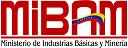 MIBAM
Ministerio de Industrias Básicas y Minería